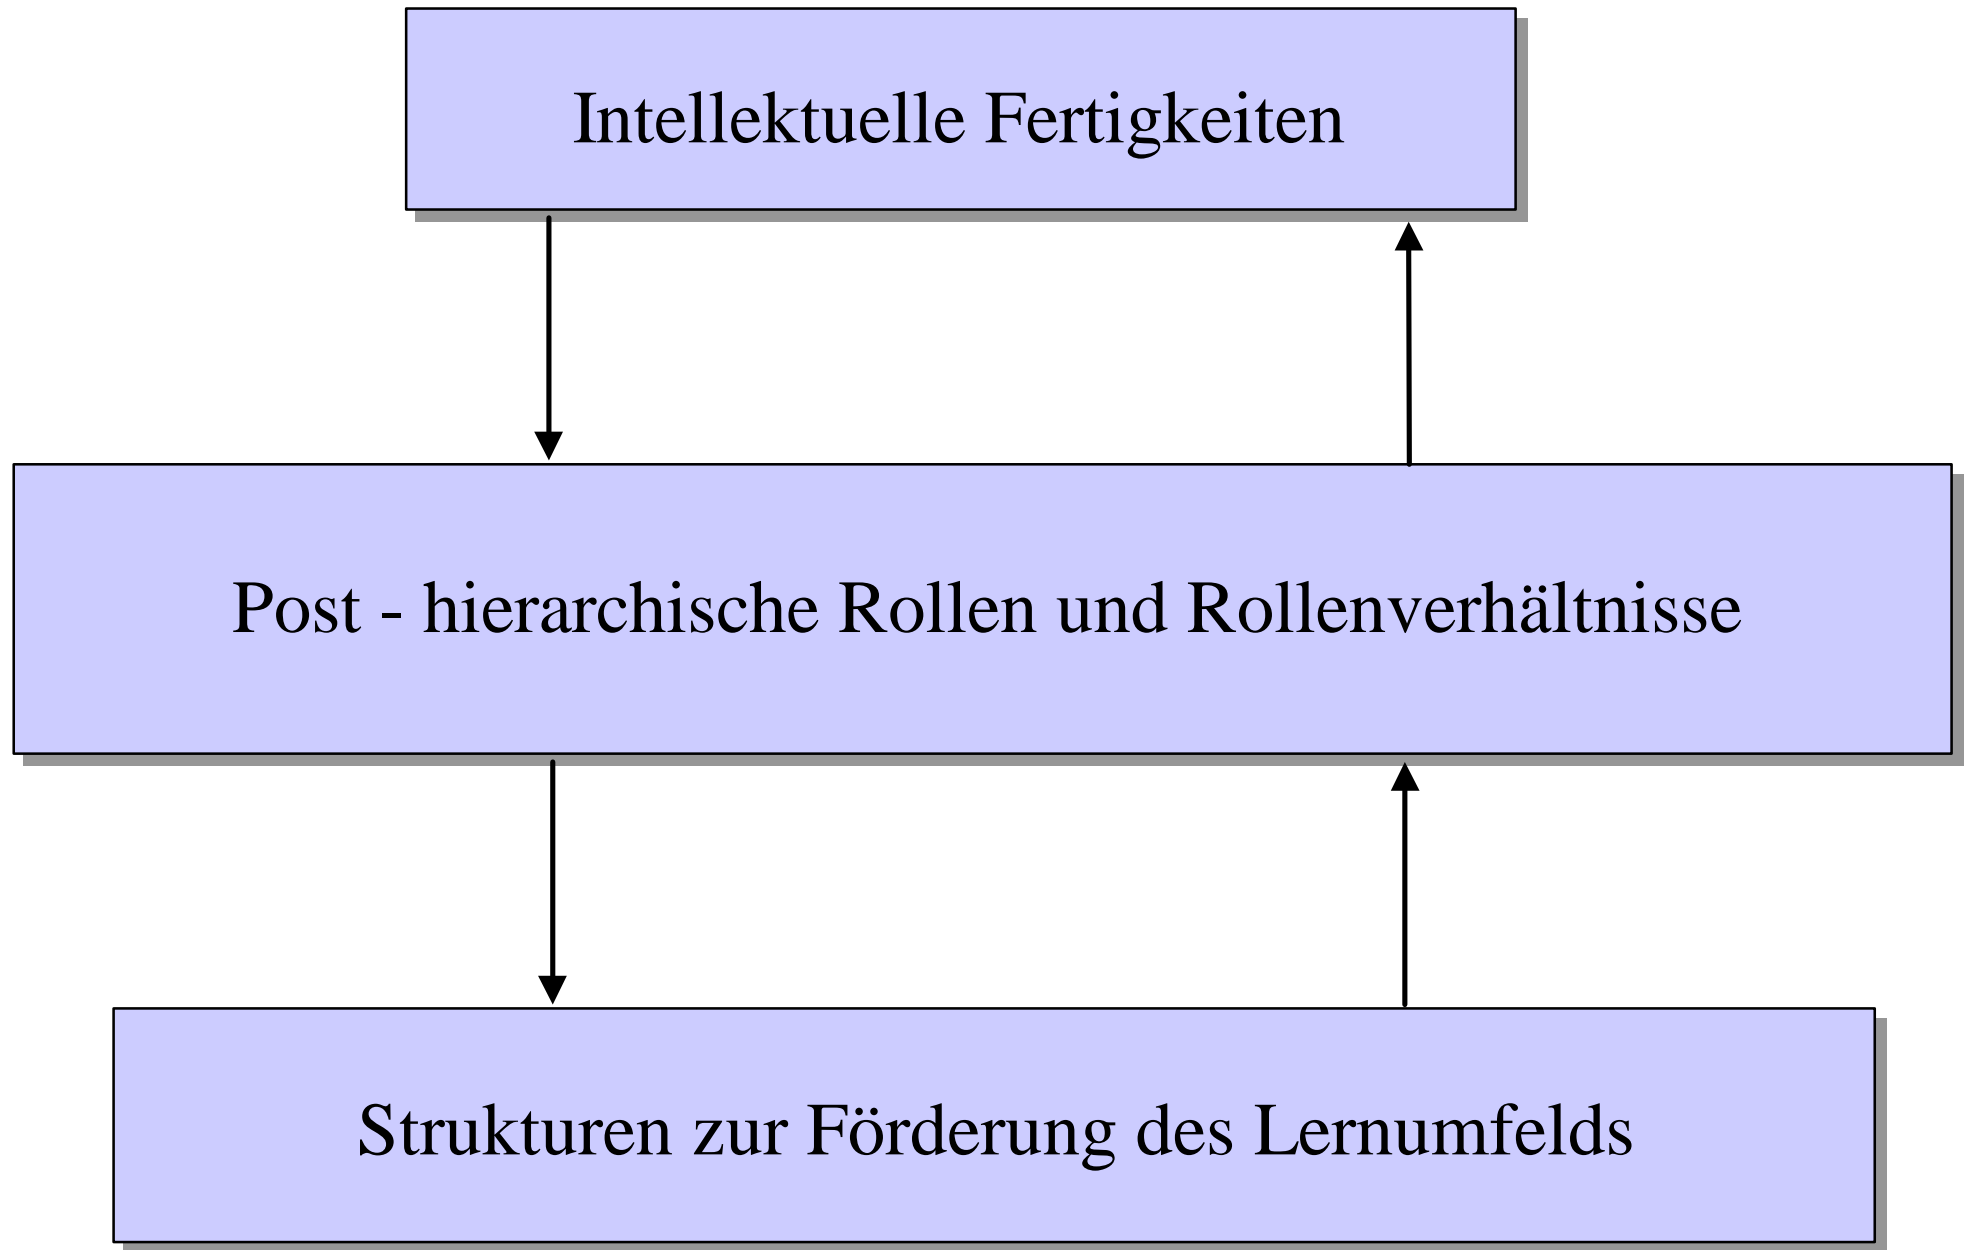 Intellektuelle Fertigkeiten
Post - hierarchische Rollen und Rollenverhältnisse
Strukturen zur Förderung des Lernumfelds